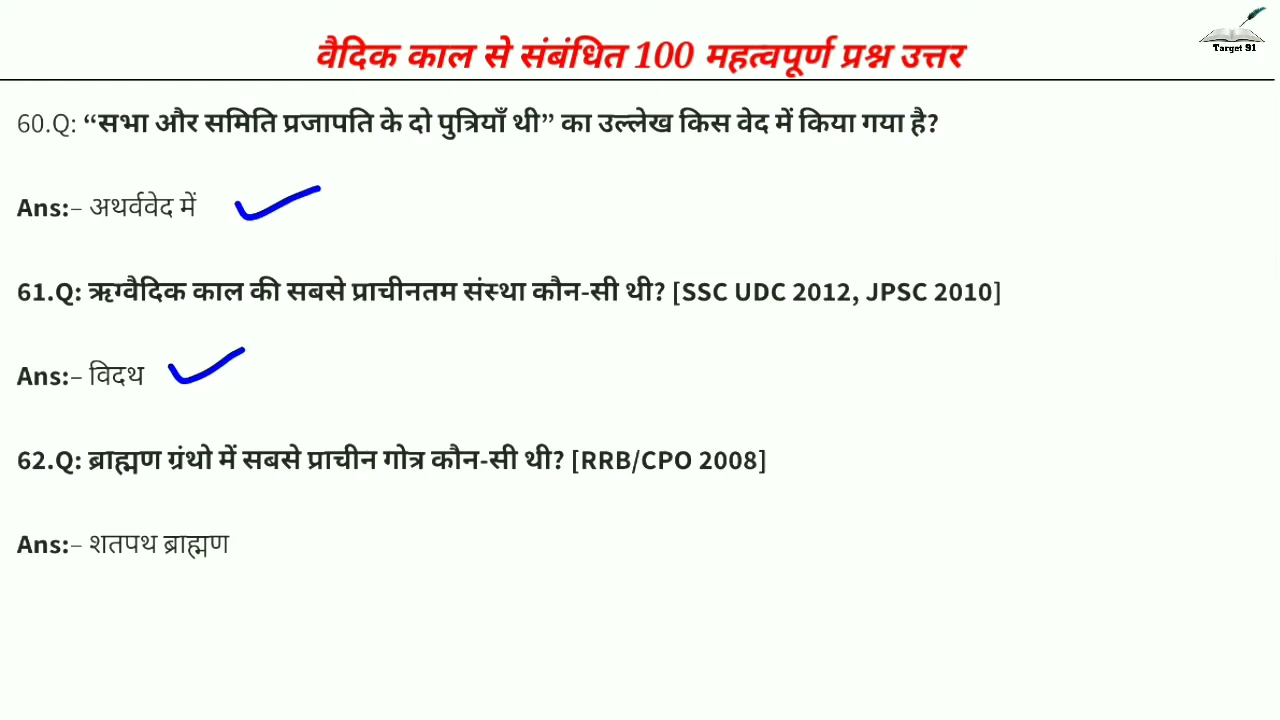 वैदिक काल से संबंधित 100 महत्वपूर्ण प्रश्न उत्तर
Target 91
60.Q: “सभा और समिति प्रजापति के दो पुत्रियाँ थी” का उल्लेख किस वेद में किया गया है?
Ans:– अथर्ववेद में
61.Q: ऋग्वैदिक काल की सबसे प्राचीनतम संस्था कौन-सी थी? [SSC UDC 2012, JPSC 2010]
Ans:– विदथ
62.Q: ब्राह्मण ग्रंथो में सबसे प्राचीन गोत्र कौन-सी थी? [RRB/CPO 2008]
Ans:– शतपथ ब्राह्मण